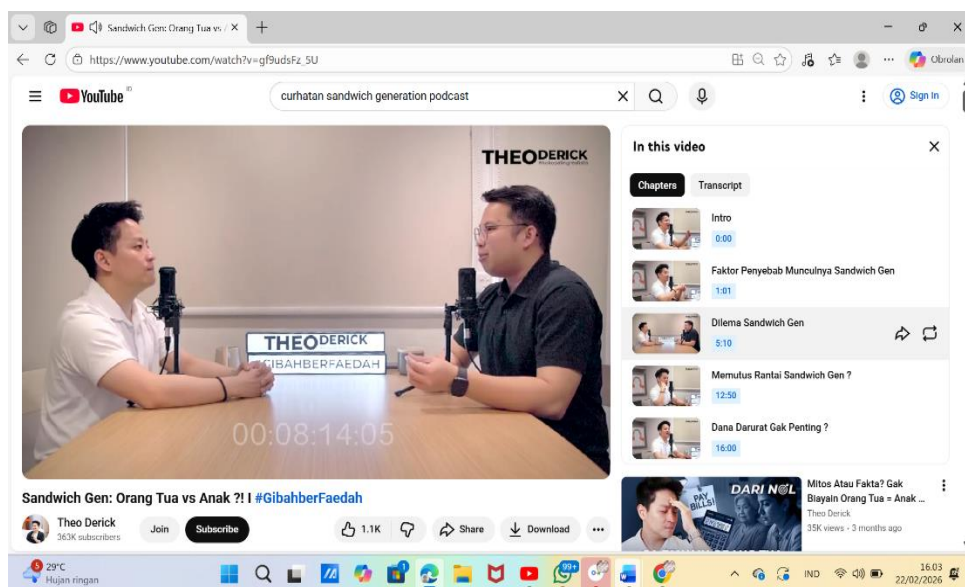 Sandwich Gen: Orang Tua vs A
https://www.youtube.com/watch?v=gf9udsFz_5U
Obrolan
YouTube
curhatan sandwich generation podcast
Sign in
THEODERICK
THEODERICK
GIBAHBERFAEDAH
00:08:14:05
In this video
Chapters
Transcript
Intro
0:00
Faktor Penyebab Munculnya Sandwich Gen
1:01
Dilema Sandwich Gen
5:10
Memutus Rantai Sandwich Gen ?
12:50
Dana Darurat Gak Penting ?
16:00
Sandwich Gen: Orang Tua vs Anak ?! I #GibahberFaedah
Theo Derick
363K subscribers
Join
Subscribe
1.1K
Share
Download
PAY BILLS!
DARI NOL
Mitos Atau Fakta? Gak
Biayain Orang Tua = Anak ...
Theo Derick
35K views - 3 months ago
5
29°C
Hujan ringan
99+
IND
16.03
22/02/2026